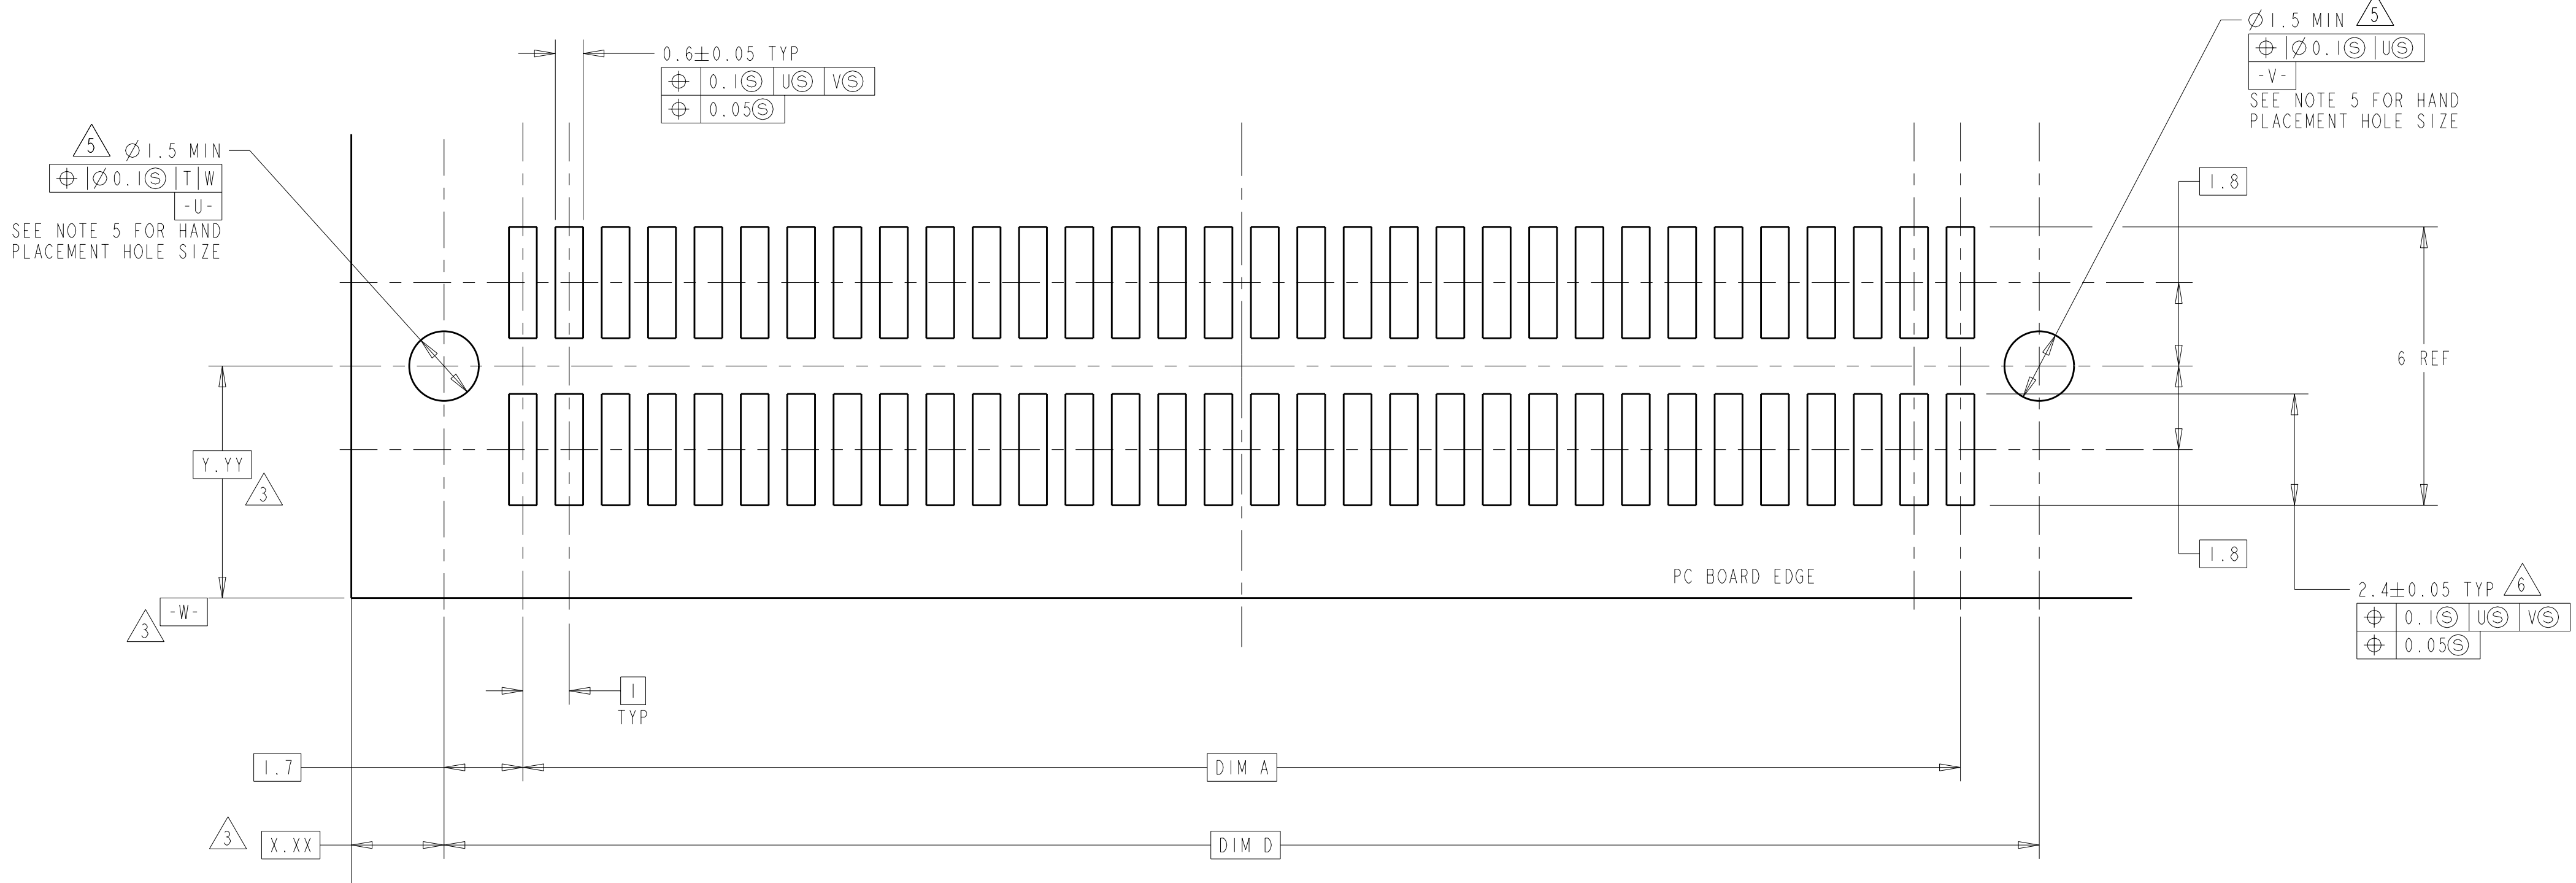 0.6±0.05 TYP
⌖ 0.1Ⓢ UⓈ VⓈ
⌖ 0.05Ⓢ
Ø1.5 MIN 5
⌖ Ø0.1Ⓢ UⓈ
-V-
SEE NOTE 5 FOR HAND
PLACEMENT HOLE SIZE
5 Ø1.5 MIN
⌖ Ø0.1Ⓢ T W
-U-
SEE NOTE 5 FOR HAND
PLACEMENT HOLE SIZE
1.8
6 REF
Y.YY
3
1.8
PC BOARD EDGE
2.4±0.05 TYP 6
⌖ 0.1Ⓢ UⓈ VⓈ
⌖ 0.05Ⓢ
-W-
3
1
TYP
1.7
DIM A
3
X.XX
DIM D